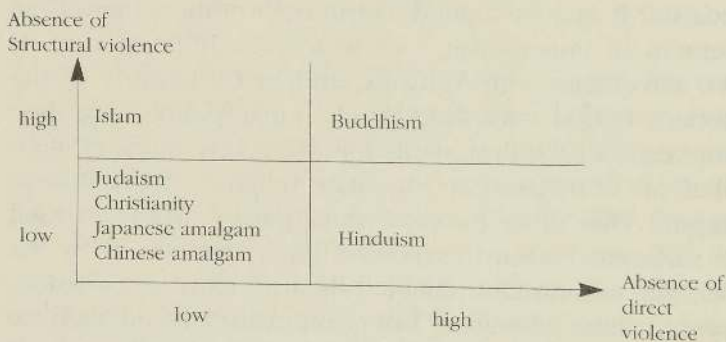 Absence of
Structural violence
high
Islam
Buddhism
Judaism
Christianity
Japanese amalgam
Chinese amalgam
low
Hinduism
low
high
Absence of
direct
violence